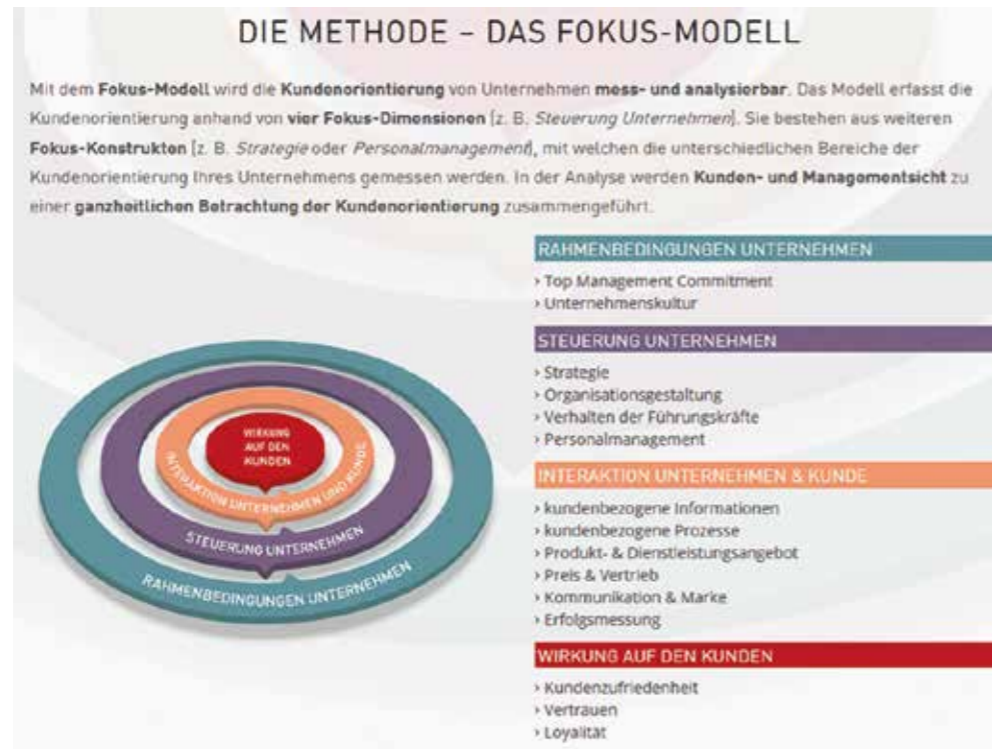 DIE METHODE – DAS FOKUS-MODELL
Mit dem Fokus-Modell wird die Kundenorientierung von Unternehmen mess- und analysierbar. Das Modell erfasst die
Kundenorientierung anhand von vier Fokus-Dimensionen [z. B. Steuerung Unternehmen]. Sie bestehen aus weiteren
Fokus-Konstrukten [z. B. Strategie oder Personalmanagement], mit welchen die unterschiedlichen Bereiche der
Kundenorientierung Ihres Unternehmens gemessen werden. In der Analyse werden Kunden- und Managementsicht zu
einer ganzheitlichen Betrachtung der Kundenorientierung zusammengeführt.
RAHMENBEDINGUNGEN UNTERNEHMEN
› Top Management Commitment
› Unternehmenskultur
STEUERUNG UNTERNEHMEN
› Strategie
› Organisationsgestaltung
› Verhalten der Führungskräfte
› Personalmanagement
INTERAKTION UNTERNEHMEN & KUNDE
› kundenbezogene Informationen
› kundenbezogene Prozesse
› Produkt- & Dienstleistungsangebot
› Preis & Vertrieb
› Kommunikation & Marke
› Erfolgsmessung
WIRKUNG AUF DEN KUNDEN
› Kundenzufriedenheit
› Vertrauen
› Loyalität
WIRKUNG
AUF DEN
KUNDEN
INTERAKTION UNTERNEHMEN UND KUNDE
STEUERUNG UNTERNEHMEN
RAHMENBEDINGUNGEN UNTERNEHMEN